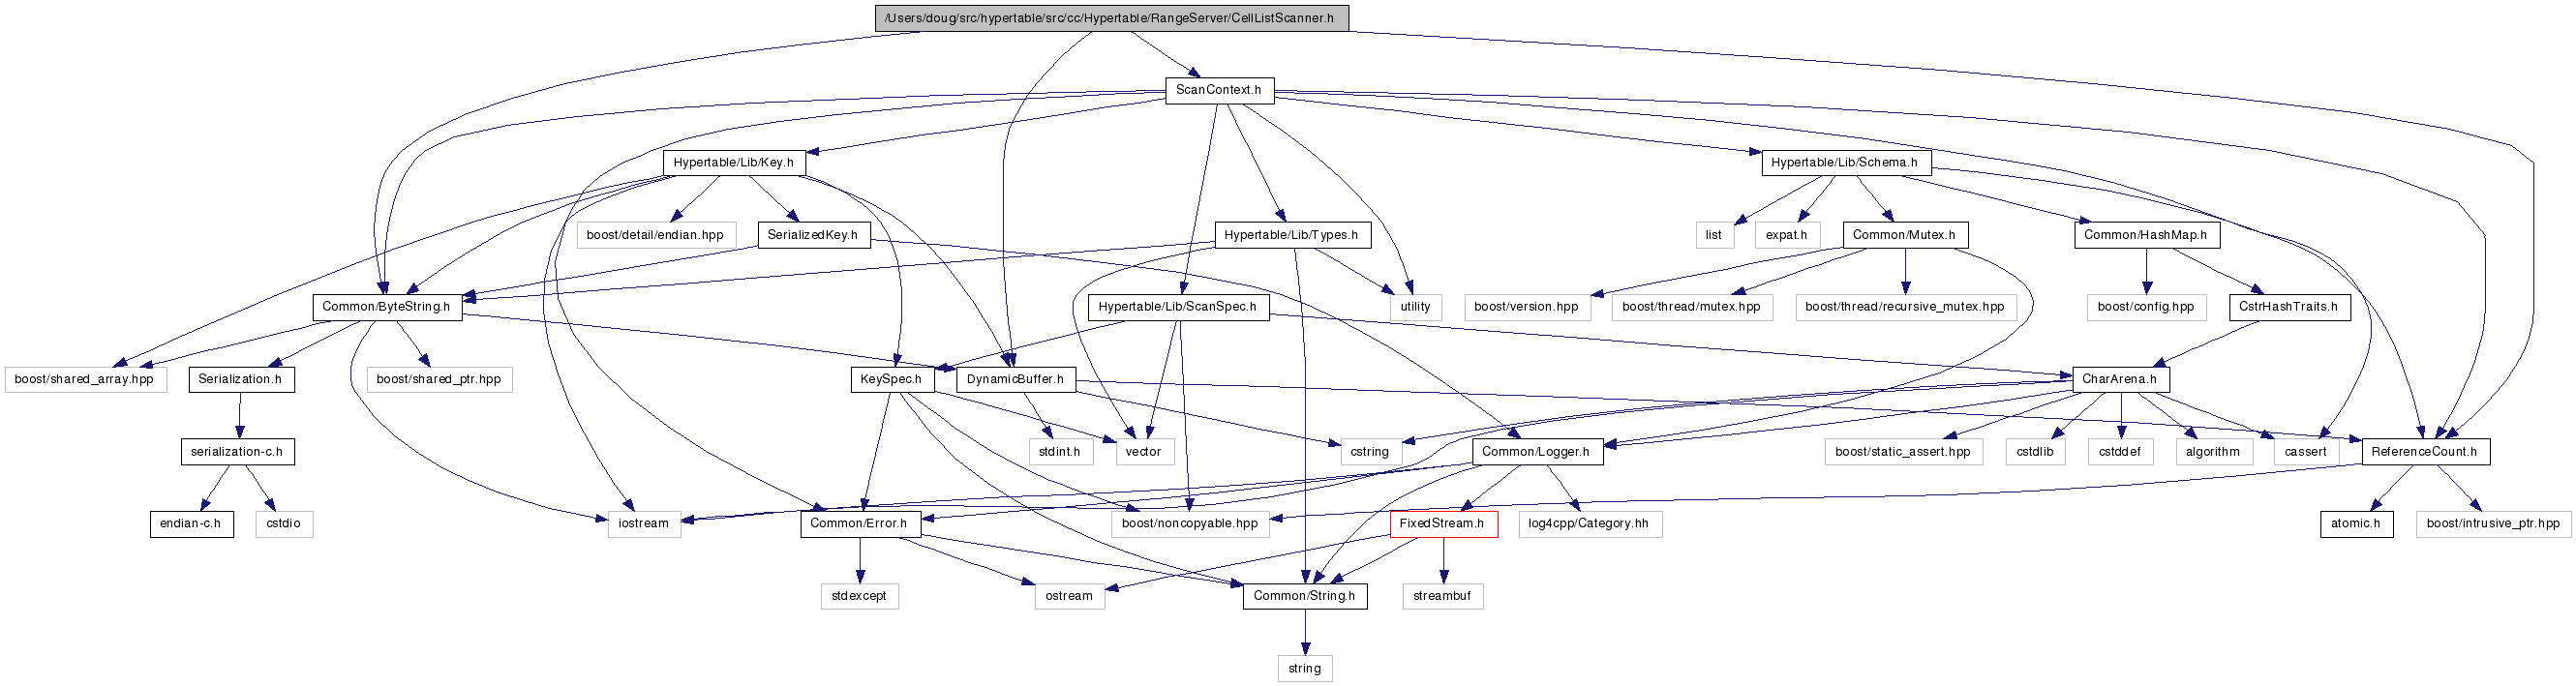 /Users/doug/src/hypertable/src/cc/Hypertable/RangeServer/CellListScanner.h
ScanContext.h
Hypertable/Lib/Key.h
Hypertable/Lib/Schema.h
boost/detail/endian.hpp
SerializedKey.h
Hypertable/Lib/Types.h
list
expat.h
Common/Mutex.h
Common/HashMap.h
Common/ByteString.h
Hypertable/Lib/ScanSpec.h
utility
boost/version.hpp
boost/thread/mutex.hpp
boost/thread/recursive_mutex.hpp
boost/config.hpp
CstrHashTraits.h
boost/shared_array.hpp
Serialization.h
boost/shared_ptr.hpp
KeySpec.h
DynamicBuffer.h
CharArena.h
serialization-c.h
stdint.h
vector
cstring
Common/Logger.h
boost/static_assert.hpp
cstdlib
cstddef
algorithm
cassert
ReferenceCount.h
endian-c.h
cstdio
iostream
Common/Error.h
boost/noncopyable.hpp
FixedStream.h
log4cpp/Category.hh
atomic.h
boost/intrusive_ptr.hpp
stdexcept
ostream
Common/String.h
streambuf
string